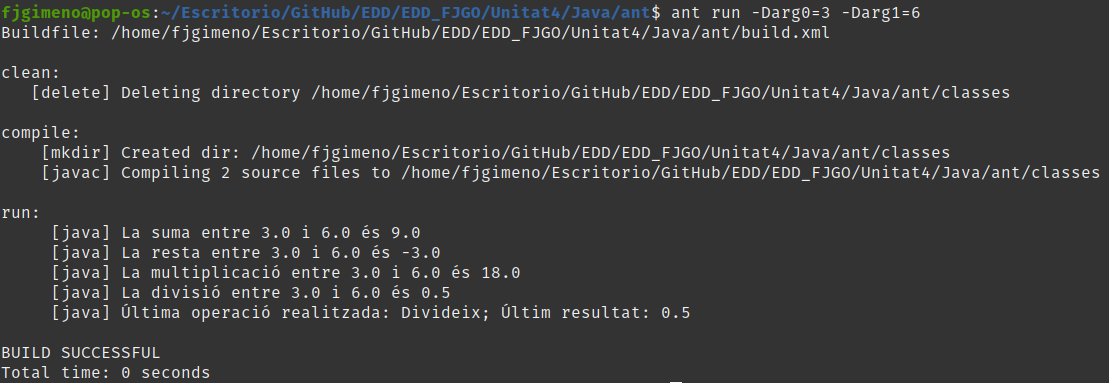 fjgimeno@pop-os:~/Escritorio/GitHub/EDD/EDD_FJGO/Unitat4/Java/ant$ ant run -Darg0=3 -Darg1=6
Buildfile: /home/fjgimeno/Escritorio/GitHub/EDD/EDD_FJGO/Unitat4/Java/ant/build.xml

clean:
   [delete] Deleting directory /home/fjgimeno/Escritorio/GitHub/EDD/EDD_FJGO/Unitat4/Java/ant/classes

compile:
    [mkdir] Created dir: /home/fjgimeno/Escritorio/GitHub/EDD/EDD_FJGO/Unitat4/Java/ant/classes
    [javac] Compiling 2 source files to /home/fjgimeno/Escritorio/GitHub/EDD/EDD_FJGO/Unitat4/Java/ant/classes

run:
     [java] La suma entre 3.0 i 6.0 és 9.0
     [java] La resta entre 3.0 i 6.0 és -3.0
     [java] La multiplicació entre 3.0 i 6.0 és 18.0
     [java] La divisió entre 3.0 i 6.0 és 0.5
     [java] Última operació realitzada: Divideix; Últim resultat: 0.5

BUILD SUCCESSFUL
Total time: 0 seconds